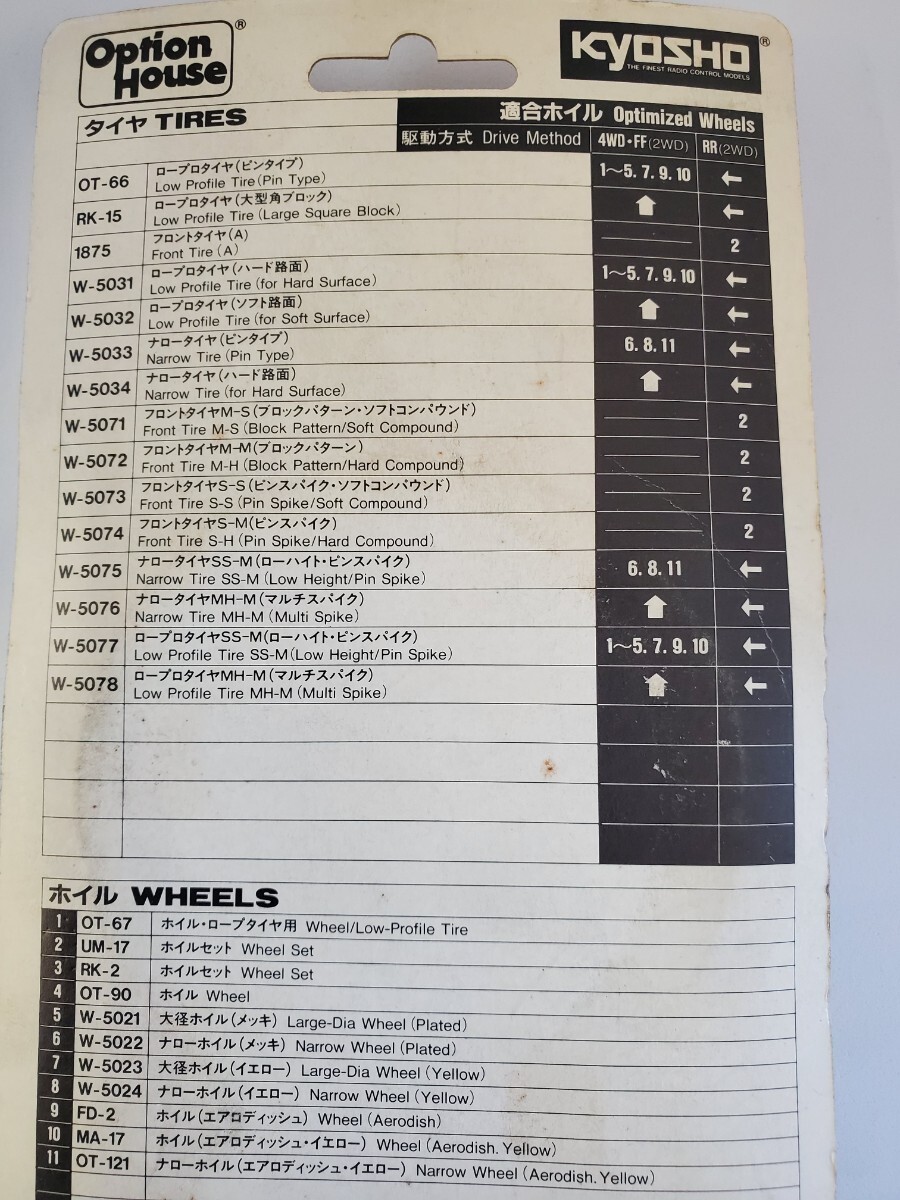 Option House ®
KYOSHO ®
THE FINEST RADIO CONTROL MODELS
タイヤ TIRES
適合ホイル Optimized Wheels
駆動方式 Drive Method 4WD・FF(2WD) RR(2WD)
OT-66 ロープロタイヤ(ピンタイプ) 1〜5. 7. 9. 10 ←
Low Profile Tire (Pin Type)
RK-15 ロープロタイヤ(大型角ブロック) ↑ ←
Low Profile Tire (Large Square Block)
1875 フロントタイヤ(A) — 2
Front Tire (A)
W-5031 ロープロタイヤ(ハード路面) 1〜5. 7. 9. 10 ←
Low Profile Tire (for Hard Surface)
W-5032 ロープロタイヤ(ソフト路面) ↑ ←
Low Profile Tire (for Soft Surface)
W-5033 ナロータイヤ(ピンタイプ) 6. 8. 11 ←
Narrow Tire (Pin Type)
W-5034 ナロータイヤ(ハード路面) ↑ ←
Narrow Tire (for Hard Surface)
W-5071 フロントタイヤM-S(ブロックパターン・ソフトコンパウンド) — 2
Front Tire M-S (Block Pattern/Soft Compound)
W-5072 フロントタイヤM-M(ブロックパターン) — 2
Front Tire M-H (Block Pattern/Hard Compound)
W-5073 フロントタイヤS-S(ピンスパイク・ソフトコンパウンド) — 2
Front Tire S-S (Pin Spike/Soft Compound)
W-5074 フロントタイヤS-M(ピンスパイク) — 2
Front Tire S-H (Pin Spike/Hard Compound)
W-5075 ナロータイヤSS-M(ローハイト・ピンスパイク) 6. 8. 11 ←
Narrow Tire SS-M (Low Height/Pin Spike)
W-5076 ナロータイヤMH-M(マルチスパイク) ↑ ←
Narrow Tire MH-M (Multi Spike)
W-5077 ロープロタイヤSS-M(ローハイト・ピンスパイク) 1〜5. 7. 9. 10 ←
Low Profile Tire SS-M (Low Height/Pin Spike)
W-5078 ロープロタイヤMH-M(マルチスパイク) ↑ ←
Low Profile Tire MH-M (Multi Spike)
ホイル WHEELS
1 OT-67 ホイル・ロープタイヤ用 Wheel/Low-Profile Tire
2 UM-17 ホイルセット Wheel Set
3 RK-2 ホイルセット Wheel Set
4 OT-90 ホイル Wheel
5 W-5021 大径ホイル(メッキ) Large-Dia Wheel (Plated)
6 W-5022 ナローホイル(メッキ) Narrow Wheel (Plated)
7 W-5023 大径ホイル(イエロー) Large-Dia Wheel (Yellow)
8 W-5024 ナローホイル(イエロー) Narrow Wheel (Yellow)
9 FD-2 ホイル(エアロディッシュ) Wheel (Aerodish)
10 MA-17 ホイル(エアロディッシュ・イエロー) Wheel (Aerodish. Yellow)
11 OT-121 ナローホイル(エアロディッシュ・イエロー) Narrow Wheel (Aerodish. Yellow)